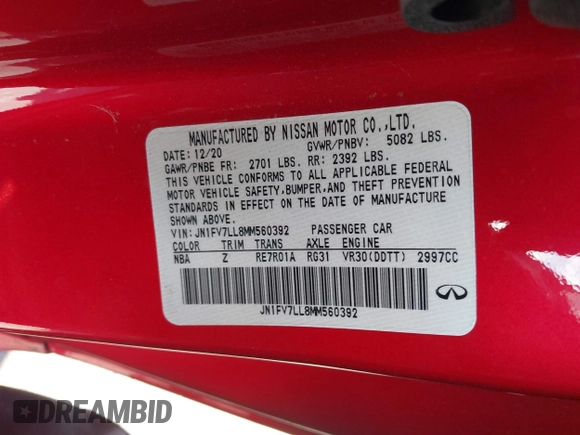 MANUFACTURED BY NISSAN MOTOR CO.,LTD.
DATE: 12/20 GVWR/PNBV: 5082 LBS.
GAWR/PNBE FR: 2701 LBS. RR: 2392 LBS.
THIS VEHICLE CONFORMS TO ALL APPLICABLE FEDERAL
MOTOR VEHICLE SAFETY,BUMPER,AND THEFT PREVENTION
STANDARDS IN EFFECT ON THE DATE OF MANUFACTURE
SHOWN ABOVE.
VIN: JN1FV7LL8MM560392 PASSENGER CAR
COLOR TRIM TRANS AXLE ENGINE
NBA Z RE7R01A RG31 VR30(DDTT) 2997CC
JN1FV7LL8MM560392
DREAMBID